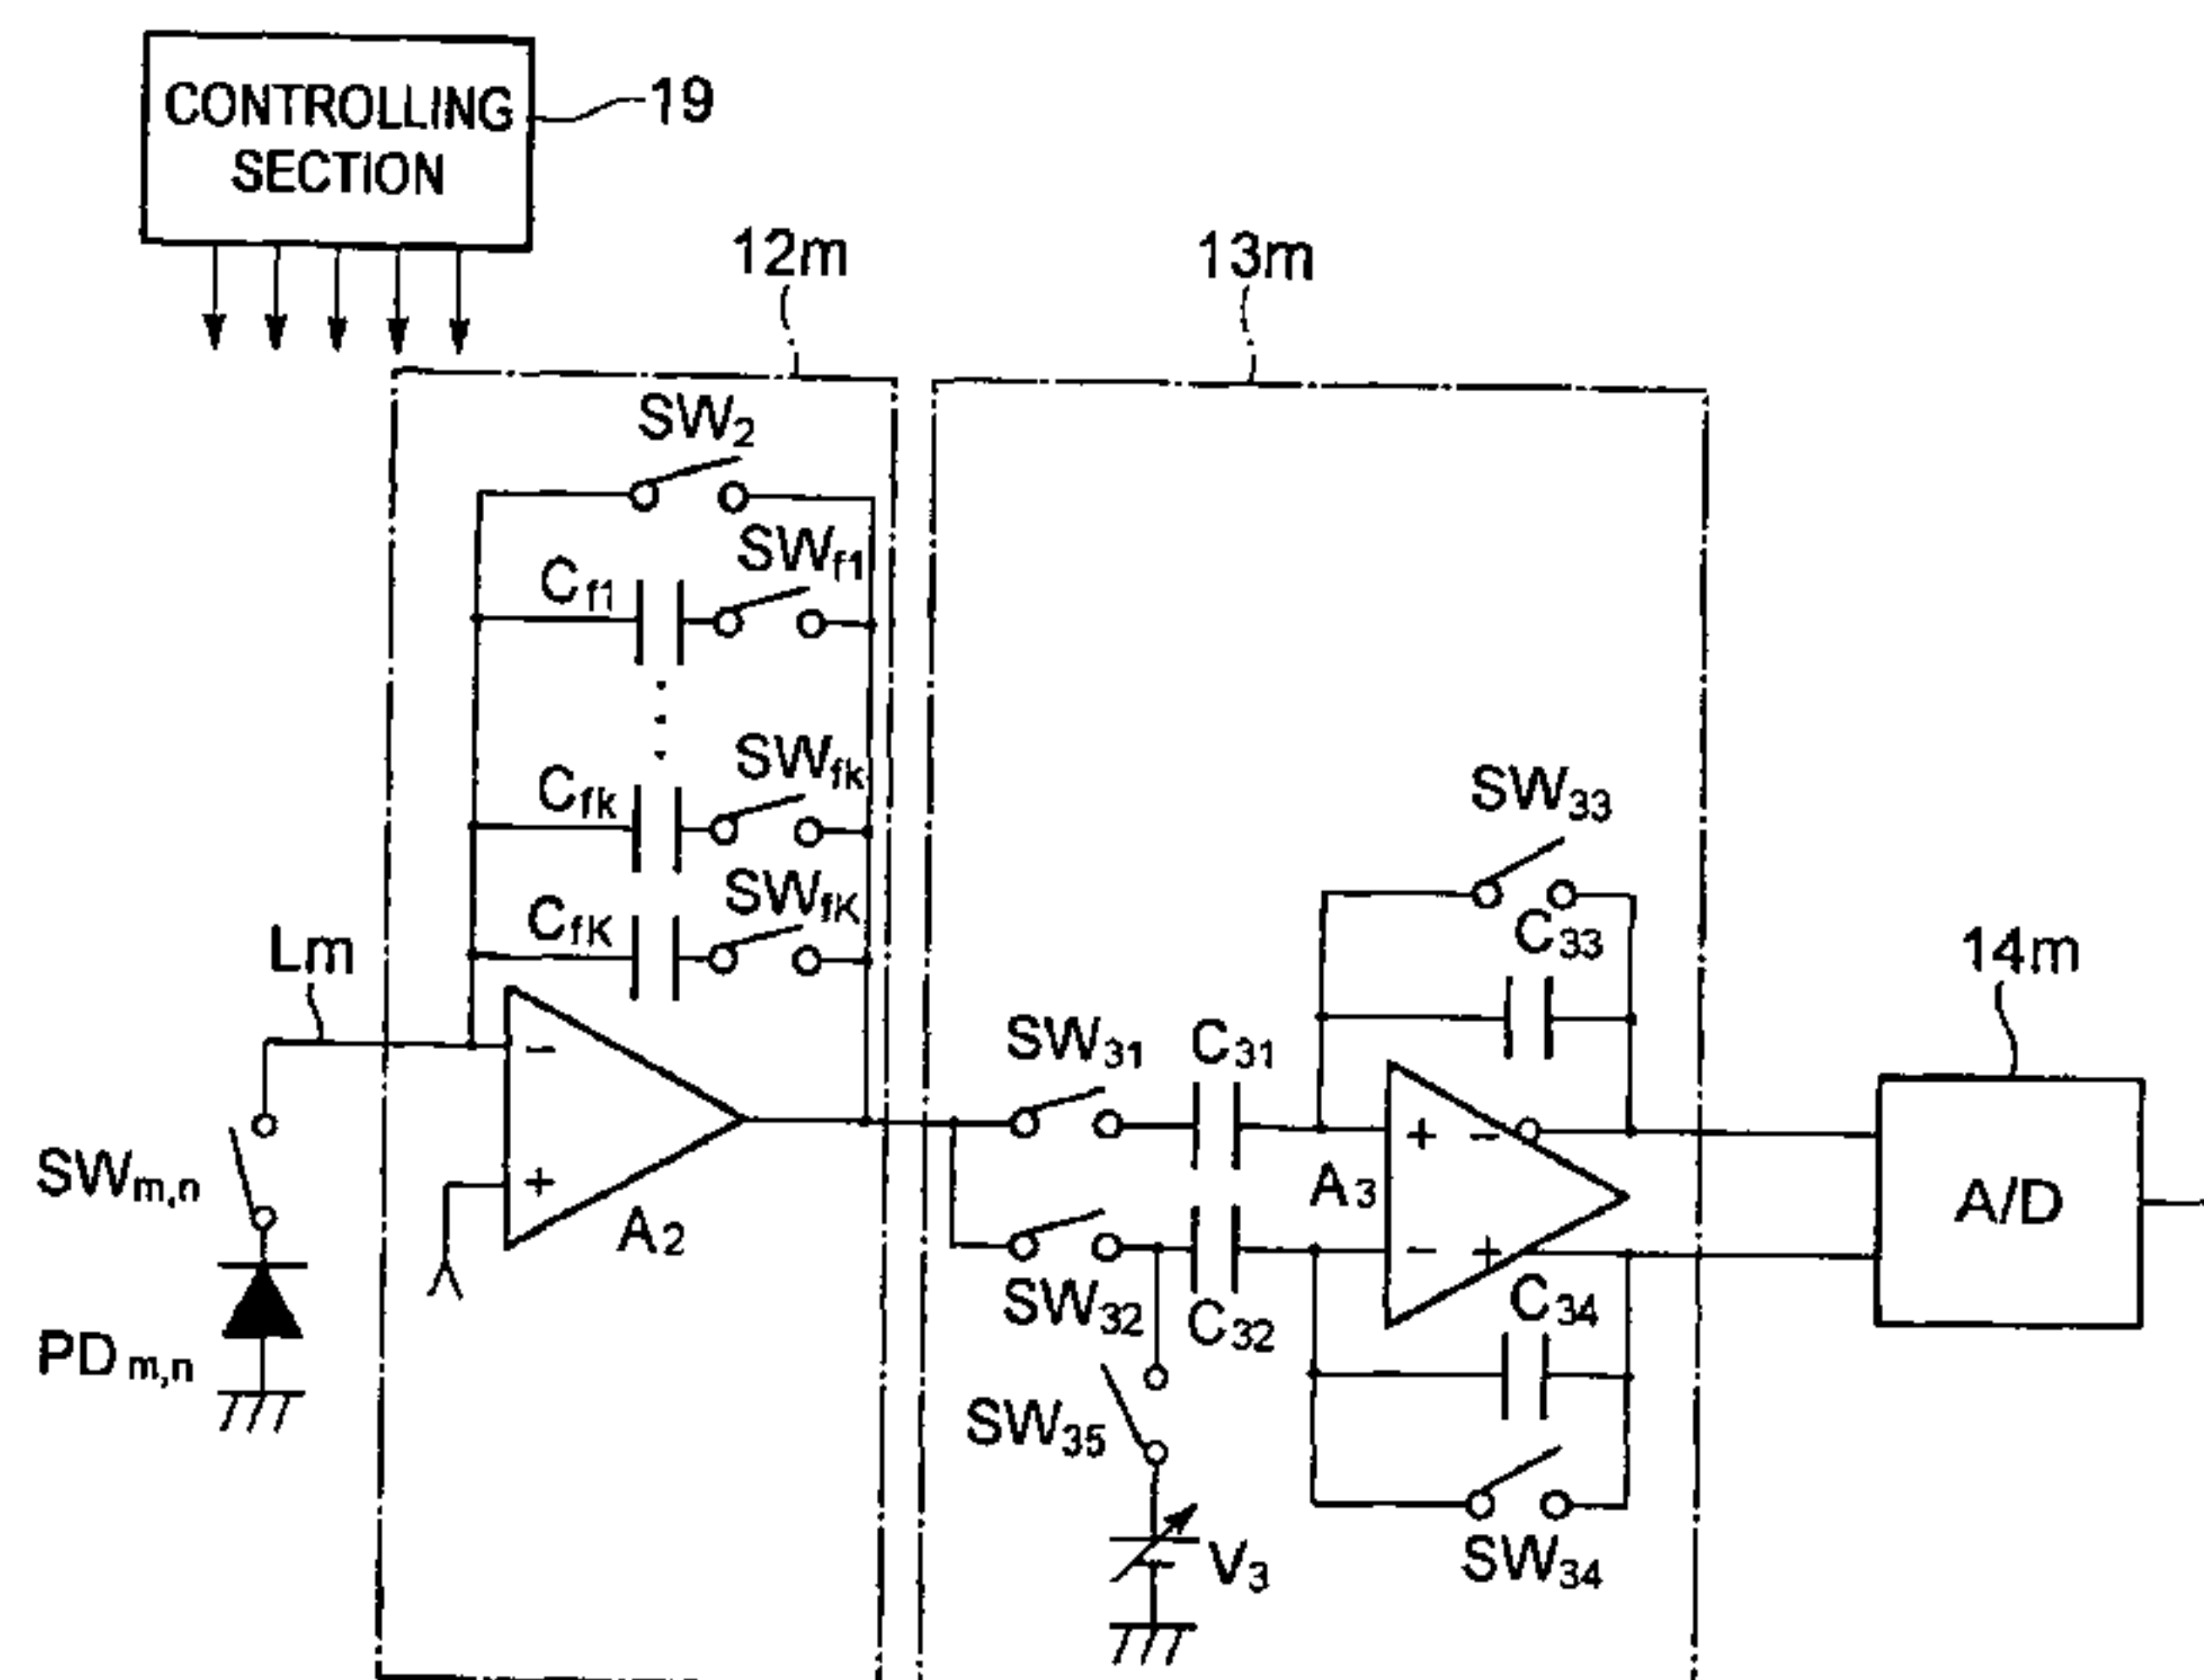 CONTROLLING
SECTION
19
12m
13m
SW2
SWf1
Cf1
SWfk
Cfk
SWfK
CfK
Lm
SW33
C33
14m
SW31
C31
+ −
A3
A/D
−
+
A2
SWm,n
PDm,n
− +
SW32
C32
C34
SW35
SW34
V3